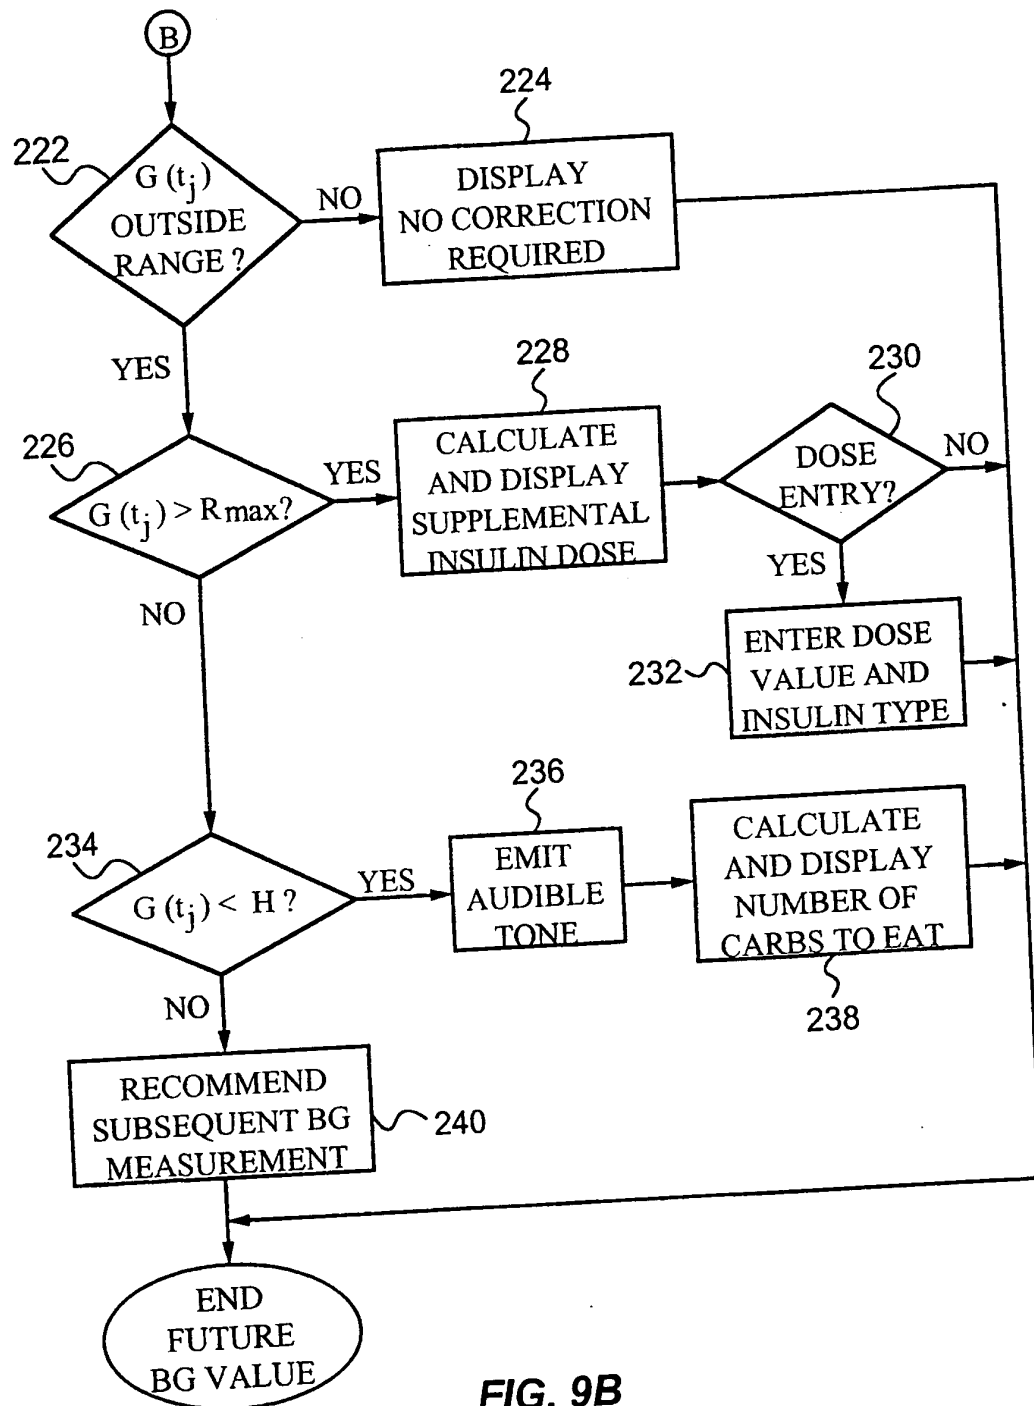 B
222
G (tj)
OUTSIDE
RANGE ?
NO
224
DISPLAY
NO CORRECTION
REQUIRED
YES
226
G (tj) > Rmax?
YES
228
CALCULATE
AND DISPLAY
SUPPLEMENTAL
INSULIN DOSE
230
DOSE
ENTRY?
NO
YES
232
ENTER DOSE
VALUE AND
INSULIN TYPE
NO
234
G (tj) < H ?
YES
236
EMIT
AUDIBLE
TONE
CALCULATE
AND DISPLAY
NUMBER OF
CARBS TO EAT
238
NO
RECOMMEND
SUBSEQUENT BG
MEASUREMENT
240
END
FUTURE
BG VALUE
FIG. 9B